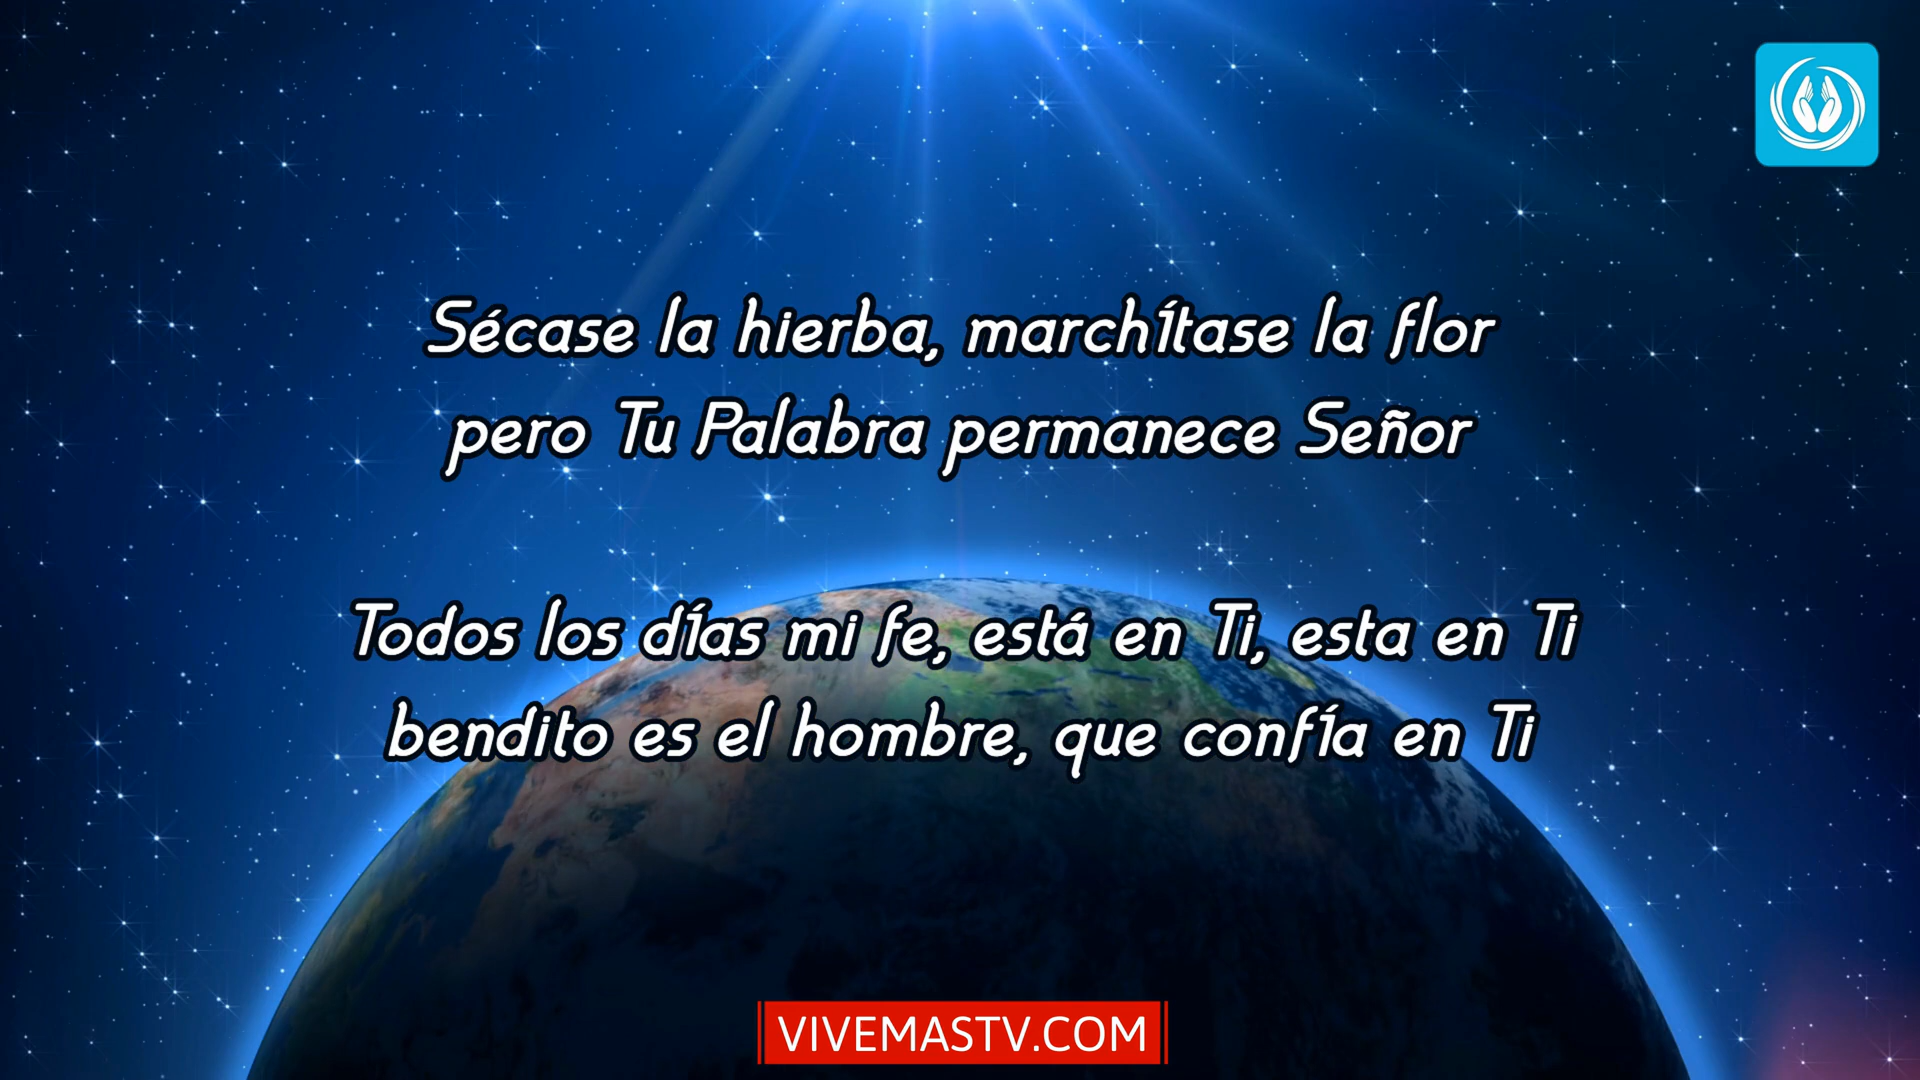 Sécase la hierba, marchítase la flor
pero Tu Palabra permanece Señor
Todos los días mi fe, está en Ti, esta en Ti
bendito es el hombre, que confía en Ti
VIVEMASTV.COM